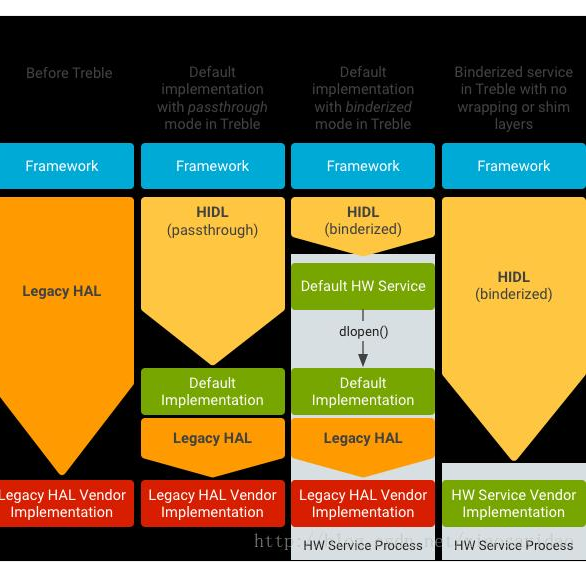 Before Treble
Default
implementation
with passthrough
mode in Treble
Default
implementation
with binderized
mode in Treble
Binderized service
in Treble with no
wrapping or shim
layers
Framework
Framework
Framework
Framework
Legacy HAL
HIDL
(passthrough)
Default
Implementation
Legacy HAL
HIDL
(binderized)
Default HW Service
dlopen()
Default
Implementation
Legacy HAL
HIDL
(binderized)
Legacy HAL Vendor
Implementation
Legacy HAL Vendor
Implementation
Legacy HAL Vendor
Implementation
HW Service Vendor
Implementation
HW Service Process
HW Service Process